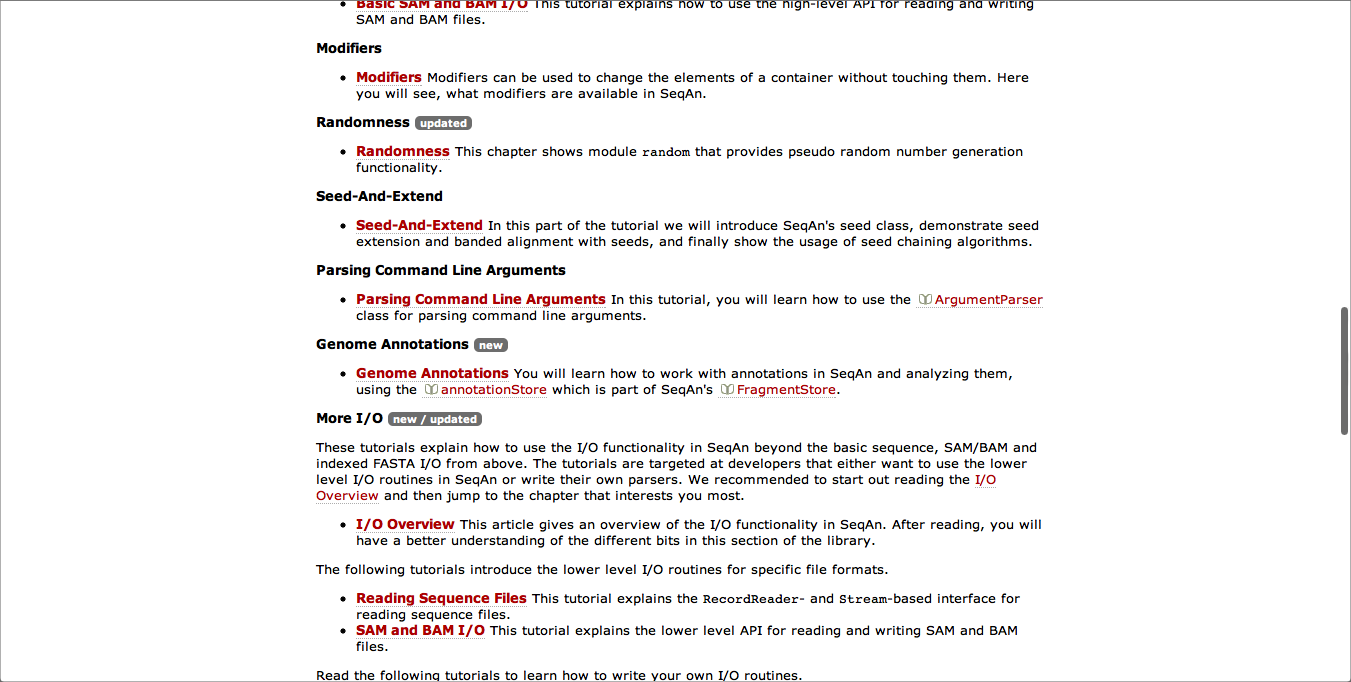 Basic SAM and BAM I/O This tutorial explains how to use the high-level API for reading and writing
SAM and BAM files.
Modifiers
Modifiers Modifiers can be used to change the elements of a container without touching them. Here
you will see, what modifiers are available in SeqAn.
Randomness updated
Randomness This chapter shows module random that provides pseudo random number generation
functionality.
Seed-And-Extend
Seed-And-Extend In this part of the tutorial we will introduce SeqAn's seed class, demonstrate seed
extension and banded alignment with seeds, and finally show the usage of seed chaining algorithms.
Parsing Command Line Arguments
Parsing Command Line Arguments In this tutorial, you will learn how to use the ArgumentParser
class for parsing command line arguments.
Genome Annotations new
Genome Annotations You will learn how to work with annotations in SeqAn and analyzing them,
using the annotationStore which is part of SeqAn's FragmentStore.
More I/O new / updated
These tutorials explain how to use the I/O functionality in SeqAn beyond the basic sequence, SAM/BAM and
indexed FASTA I/O from above. The tutorials are targeted at developers that either want to use the lower
level I/O routines in SeqAn or write their own parsers. We recommended to start out reading the I/O
Overview and then jump to the chapter that interests you most.
I/O Overview This article gives an overview of the I/O functionality in SeqAn. After reading, you will
have a better understanding of the different bits in this section of the library.
The following tutorials introduce the lower level I/O routines for specific file formats.
Reading Sequence Files This tutorial explains the RecordReader- and Stream-based interface for
reading sequence files.
SAM and BAM I/O This tutorial explains the lower level API for reading and writing SAM and BAM
files.
Read the following tutorials to learn how to write your own I/O routines.